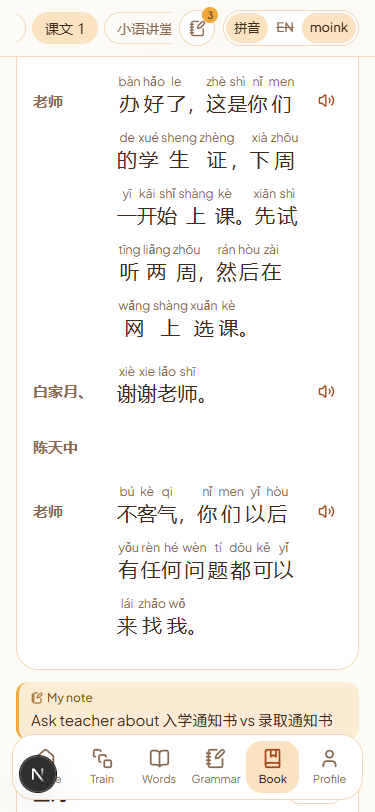 课文 1
小语讲堂
3
拼音
EN
moink
bàn hǎo le zhè shì nǐ men
老师 办好了，这是你们
de xué sheng zhèng xià zhōu
的学生证，下周
yī kāi shǐ shàng kè xiān shì
一开始上课。先试
tīng liǎng zhōu rán hòu zài
听两周，然后在
wǎng shàng xuǎn kè
网上选课。
xiè xie lǎo shī
白家月、 谢谢老师。
陈天中
bú kè qi nǐ men yǐ hòu
老师 不客气，你们以后
yǒu rèn hé wèn tí dōu kě yǐ
有任何问题都可以
lái zhǎo wǒ
来找我。
My note
Ask teacher about 入学通知书 vs 录取通知书
N
Train
Words
Grammar
Book
Profile